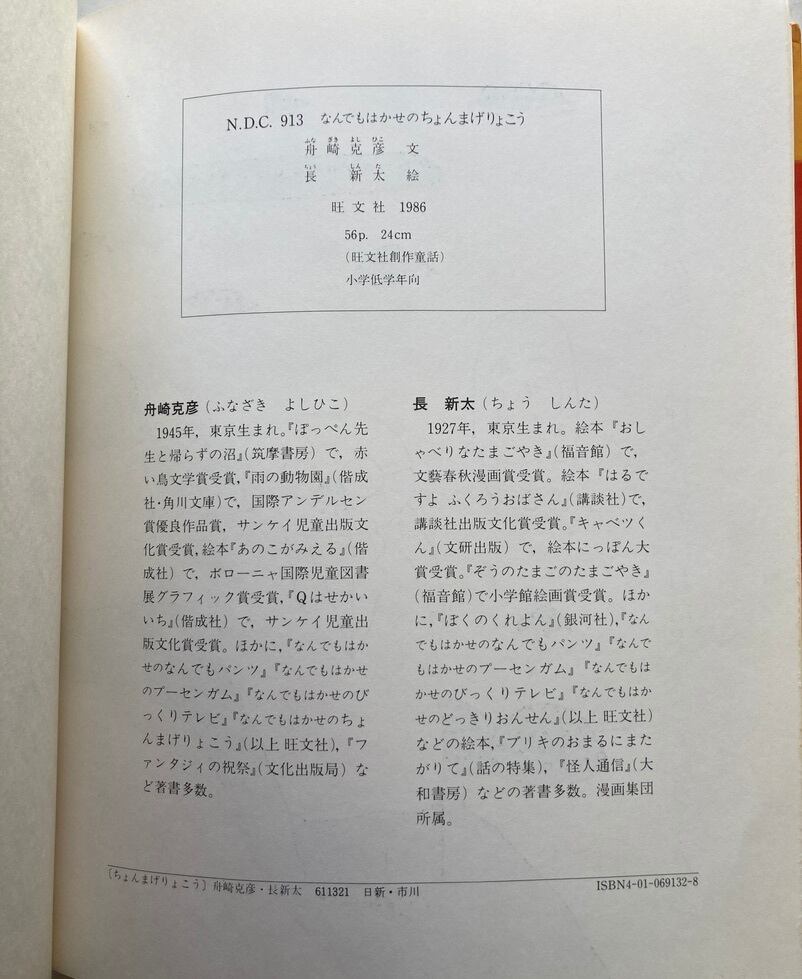 N.D.C. 913 なんでもはかせのちょんまげりょこう
ふな ざき よし ひこ
舟 崎 克 彦 文
ちょう しん た
長 新 太 絵
旺 文 社 1986
56p. 24cm
(旺文社創作童話)
小学低学年向
舟崎克彦(ふなざき よしひこ)
1945年，東京生まれ。『ぽっぺん先
生と帰らずの沼』(筑摩書房)で，赤
い鳥文学賞受賞，『雨の動物園』(偕成
社・角川文庫)で，国際アンデルセン
賞優良作品賞，サンケイ児童出版文
化賞受賞，絵本『あのこがみえる』(偕
成社)で，ボローニャ国際児童図書
展グラフィック賞受賞，『Qはせかい
いち』(偕成社)で，サンケイ児童出
版文化賞受賞。ほかに，『なんでもはか
せのなんでもパンツ』『なんでもはかせ
のブーセンガム』『なんでもはかせのび
っくりテレビ』『なんでもはかせのちょ
んまげりょこう』(以上 旺文社)，『フ
ァンタジィの祝祭』(文化出版局)な
ど著書多数。
長 新太(ちょう しんた)
1927年，東京生まれ。絵本『おし
ゃべりなたまごやき』(福音館)で，
文藝春秋漫画賞受賞。絵本『はるで
すよ ふくろうおばさん』(講談社)で，
講談社出版文化賞受賞。『キャベツく
ん』(文研出版)で，絵本にっぽん大
賞受賞。『ぞうのたまごのたまごやき』
(福音館)で小学館絵画賞受賞。ほか
に，『ぼくのくれよん』(銀河社)，『なん
でもはかせのなんでもパンツ』『なんで
もはかせのブーセンガム』『なんでもは
かせのびっくりテレビ』『なんでもはか
せのどっきりおんせん』(以上 旺文社)
などの絵本，『ブリキのおまるにまた
がりて』(話の特集)，『怪人通信』(大
和書房)などの著書多数。漫画集団
所属。
〔ちょんまげりょこう〕舟崎克彦・長新太 611321 日新・市川
ISBN4-01-069132-8